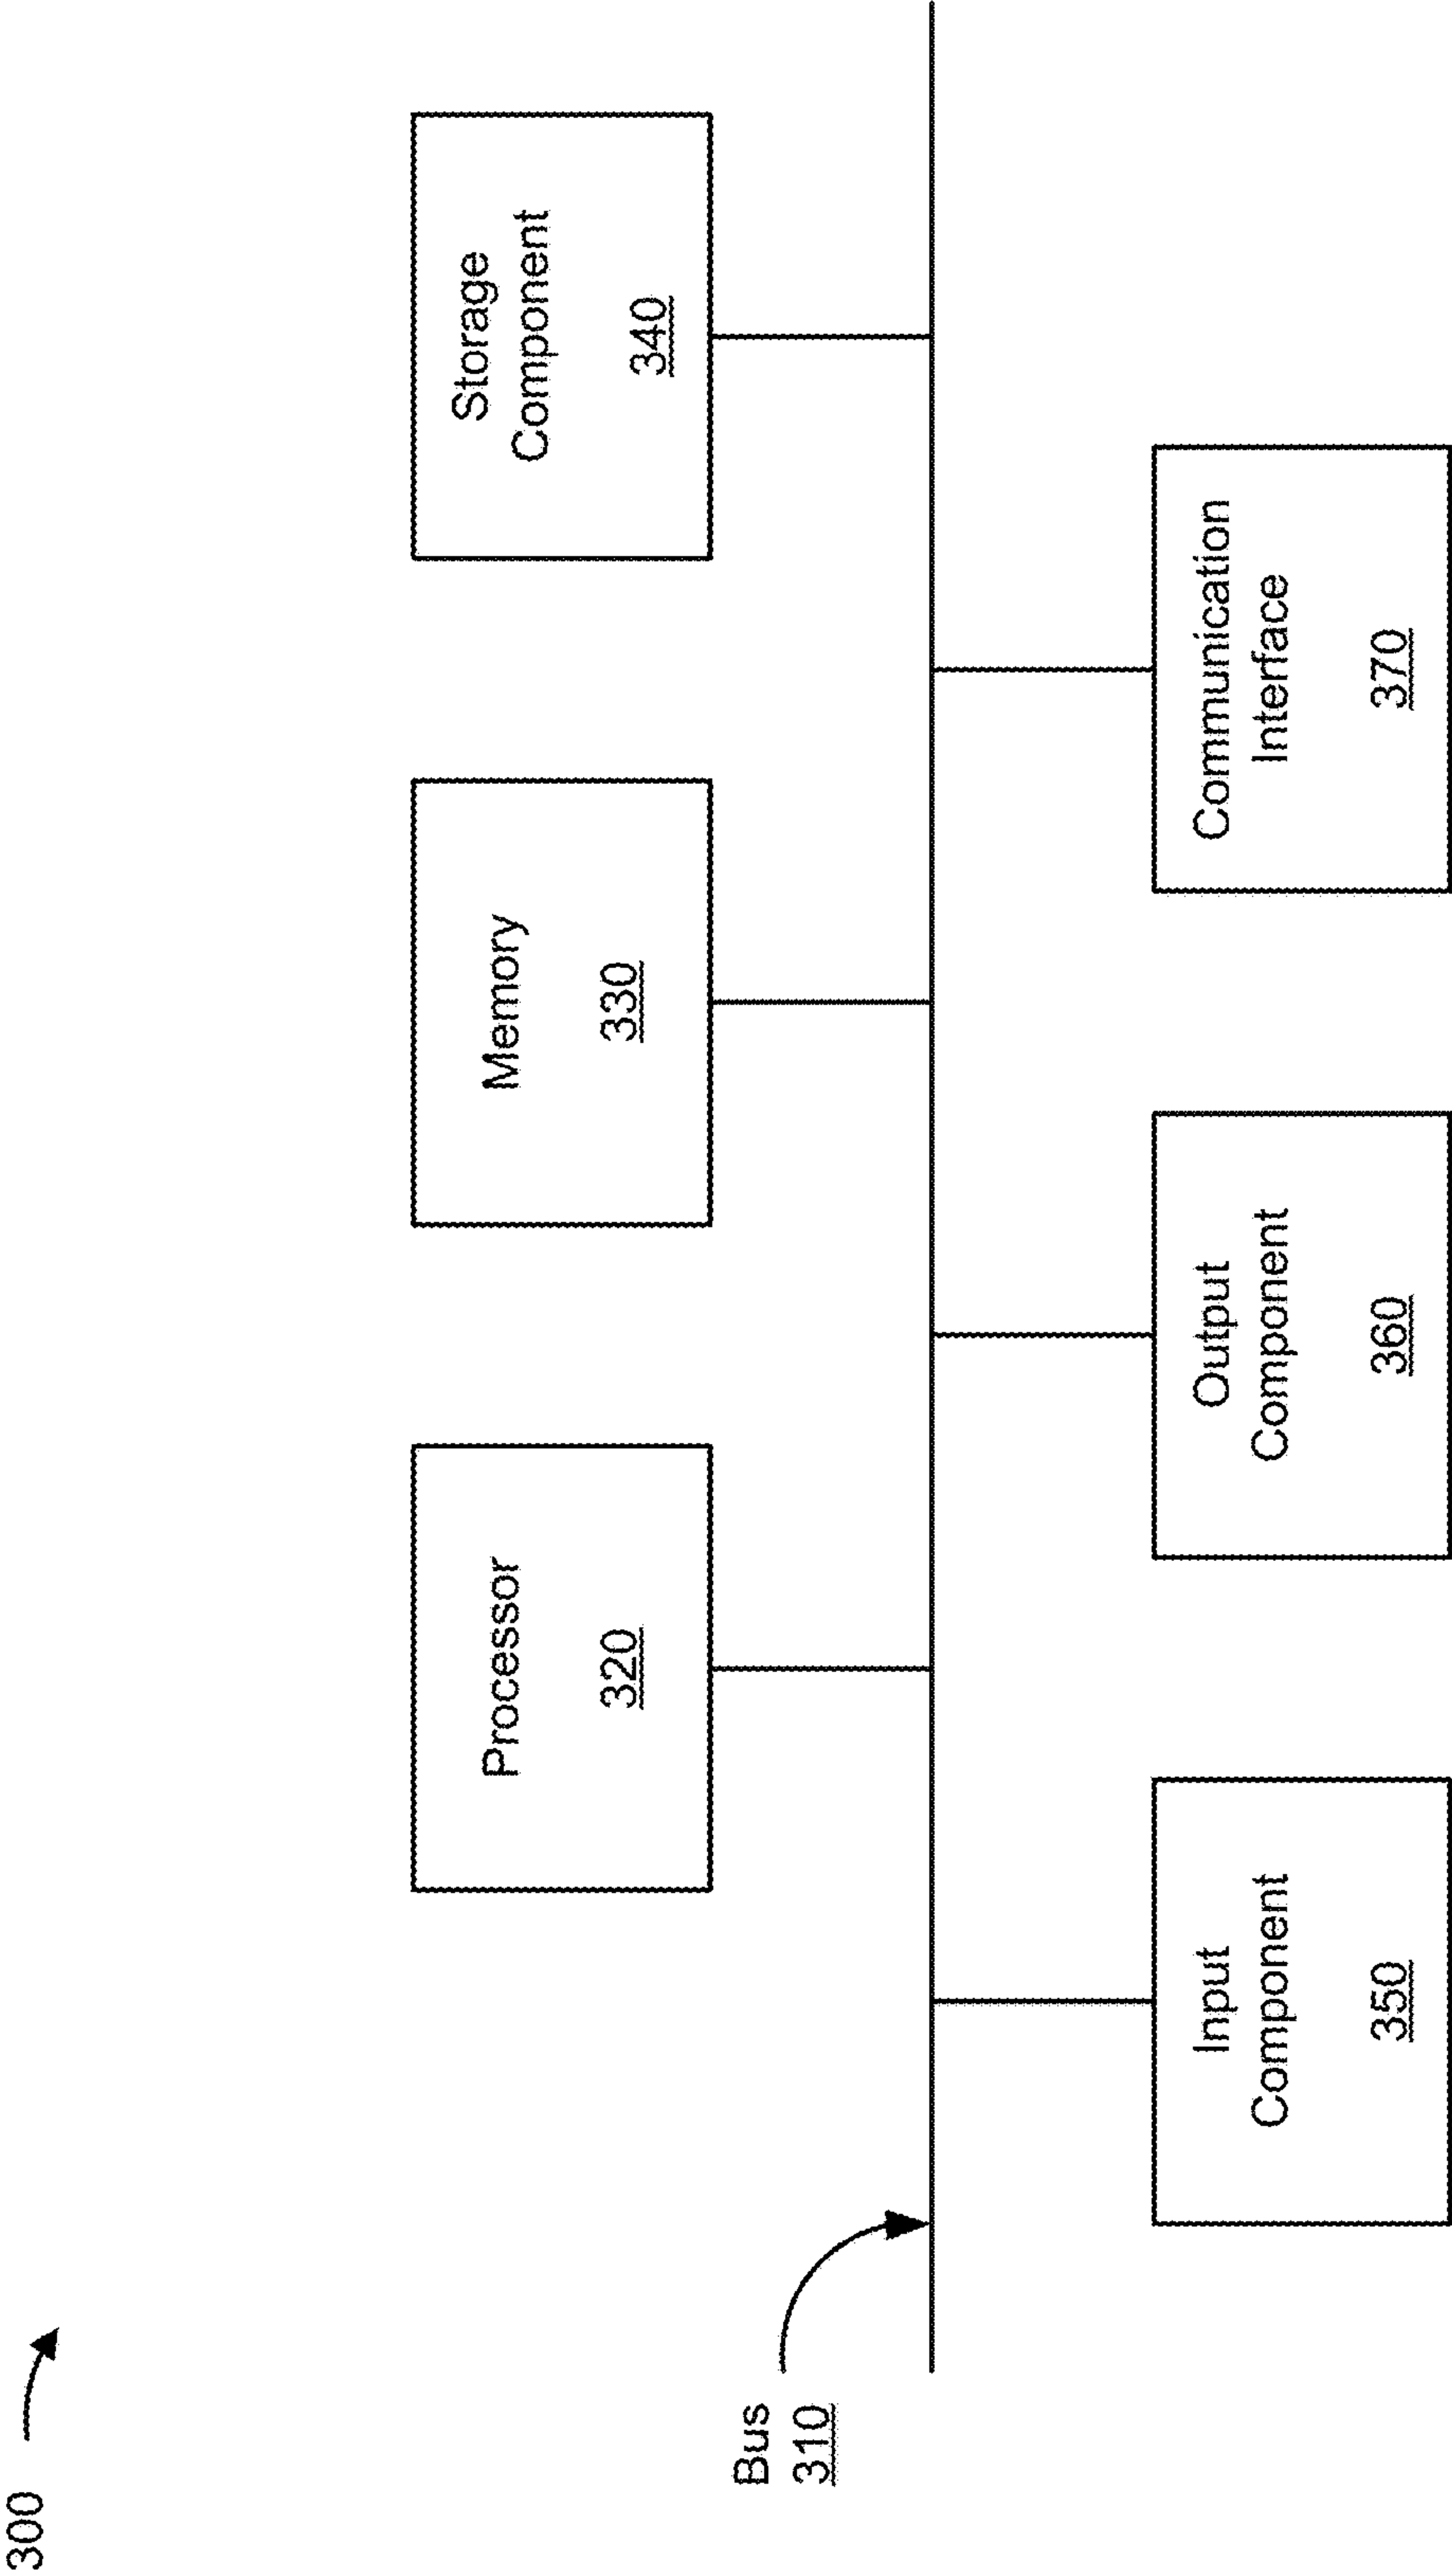 300
Bus
310
Processor
320
Memory
330
Storage
Component
340
Input
Component
350
Output
Component
360
Communication
Interface
370